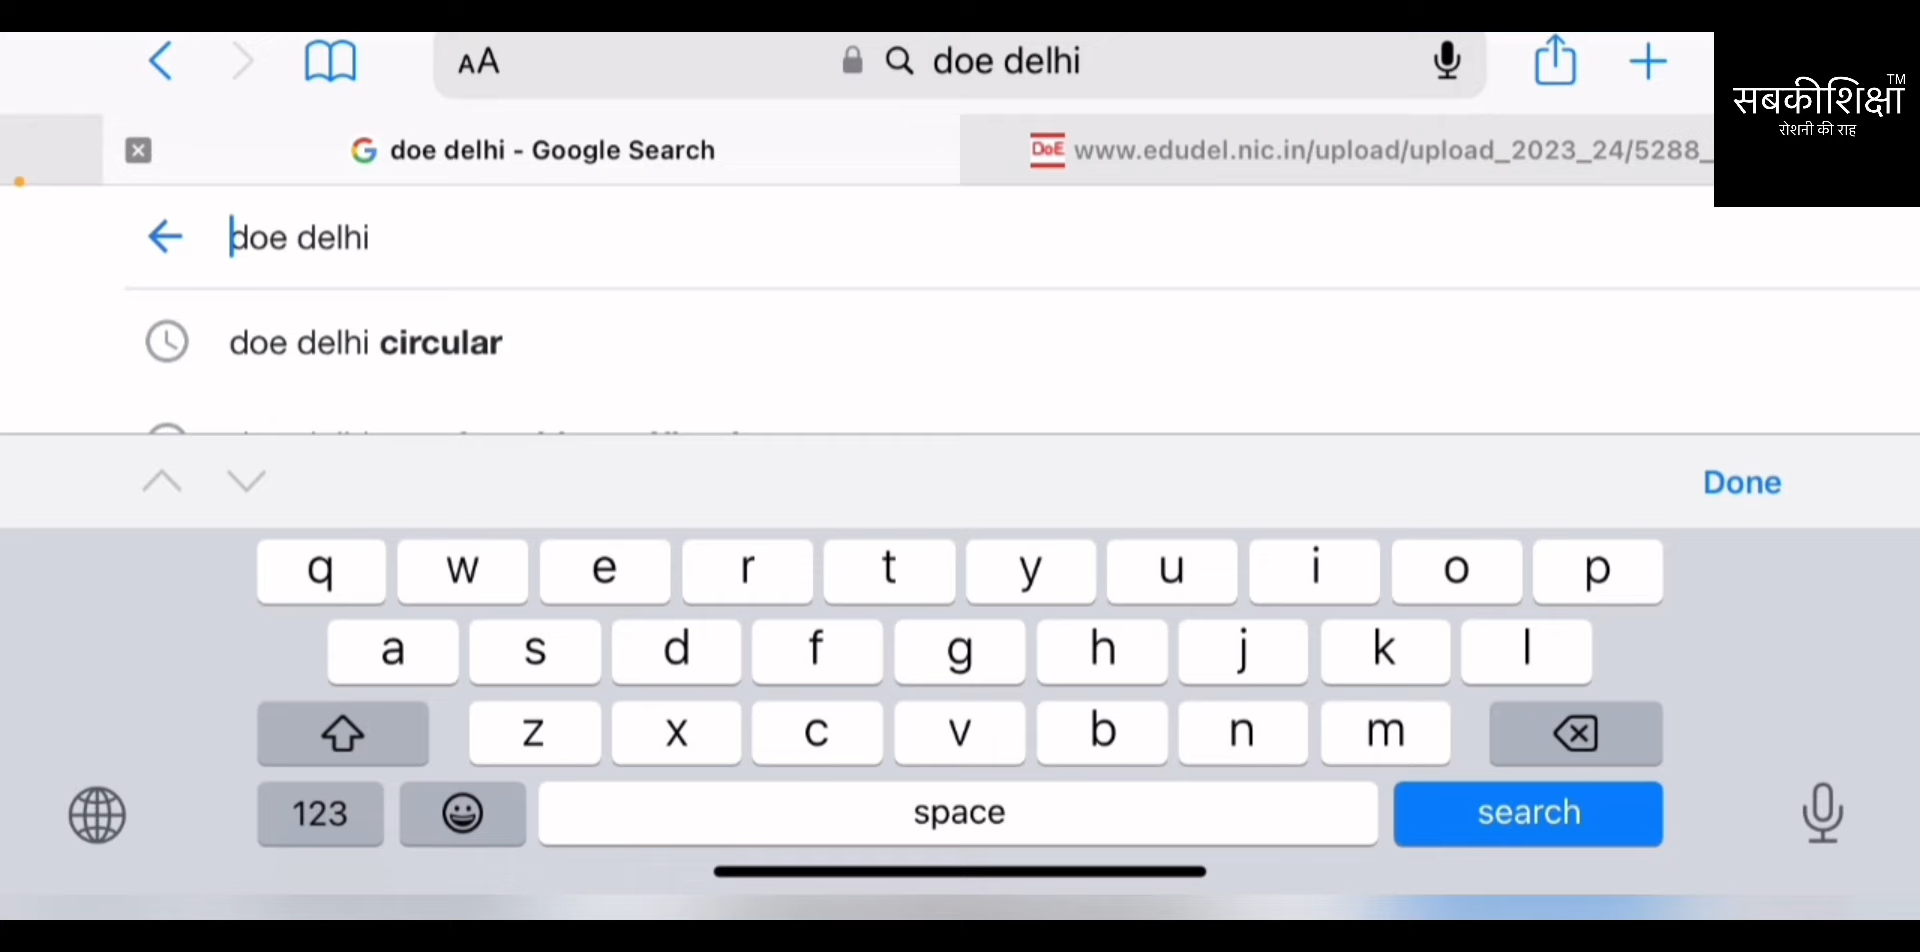 AA doe delhi
सबकीशिक्षा™
रोशनी की राह
doe delhi - Google Search
DoE www.edudel.nic.in/upload/upload_2023_24/5288_
doe delhi
doe delhi circular
Done
q w e r t y u i o p
a s d f g h j k l
z x c v b n m
123 space search